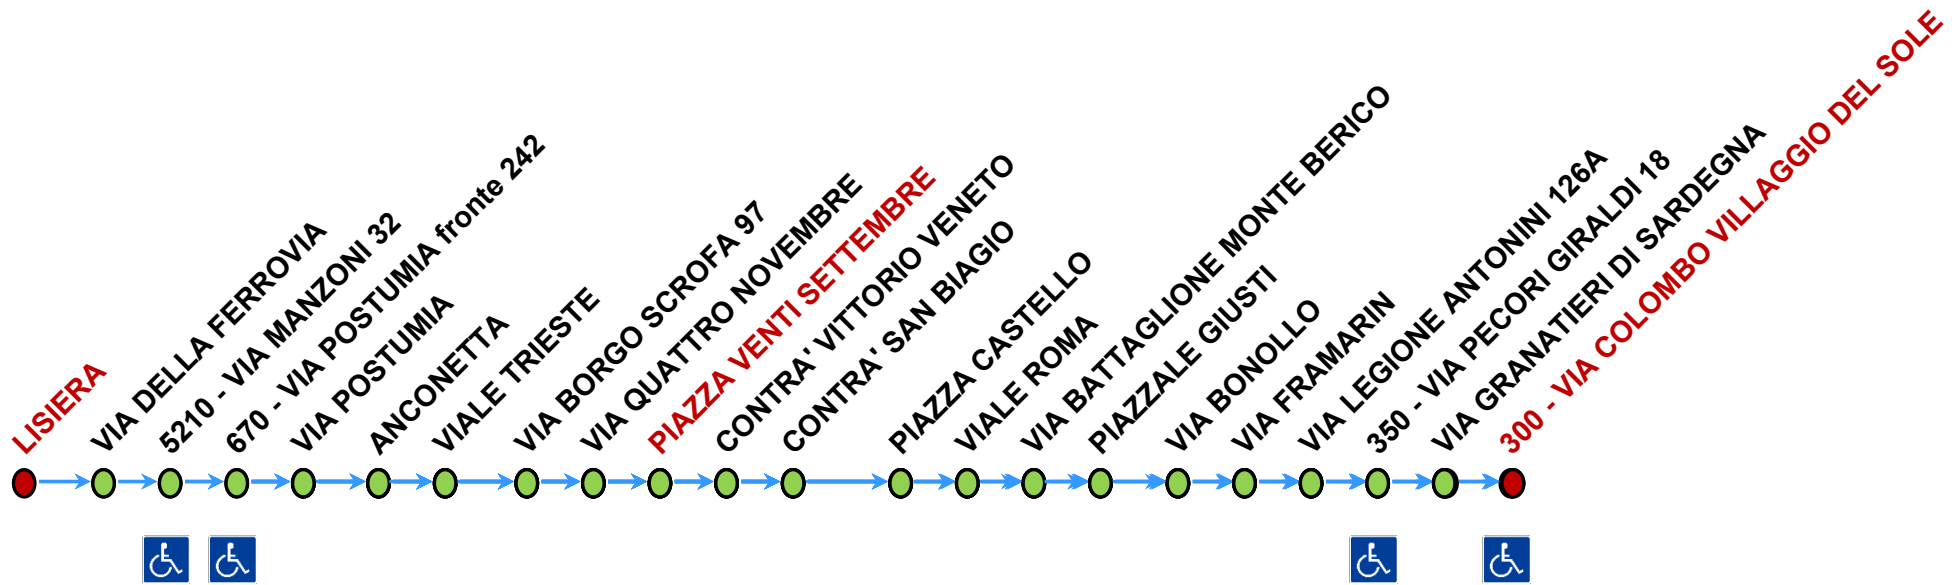 LISIERA
VIA DELLA FERROVIA
5210 - VIA MANZONI 32
670 - VIA POSTUMIA fronte 242
VIA POSTUMIA
ANCONETTA
VIALE TRIESTE
VIA BORGO SCROFA 97
VIA QUATTRO NOVEMBRE
PIAZZA VENTI SETTEMBRE
CONTRA' VITTORIO VENETO
CONTRA' SAN BIAGIO
PIAZZA CASTELLO
VIALE ROMA
VIA BATTAGLIONE MONTE BERICO
PIAZZALE GIUSTI
VIA BONOLLO
VIA FRAMARIN
VIA LEGIONE ANTONINI 126A
350 - VIA PECORI GIRALDI 18
VIA GRANATIERI DI SARDEGNA
300 - VIA COLOMBO VILLAGGIO DEL SOLE